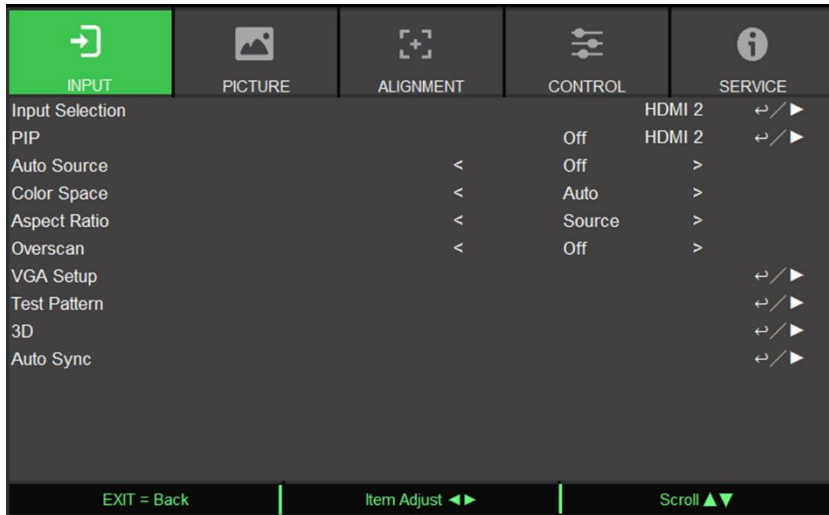 INPUT PICTURE ALIGNMENT CONTROL SERVICE
Input Selection HDMI 2 ↩/▶
PIP Off HDMI 2 ↩/▶
Auto Source < Off >
Color Space < Auto >
Aspect Ratio < Source >
Overscan < Off >
VGA Setup ↩/▶
Test Pattern ↩/▶
3D ↩/▶
Auto Sync ↩/▶
EXIT = Back Item Adjust ◀▶ Scroll ▲▼